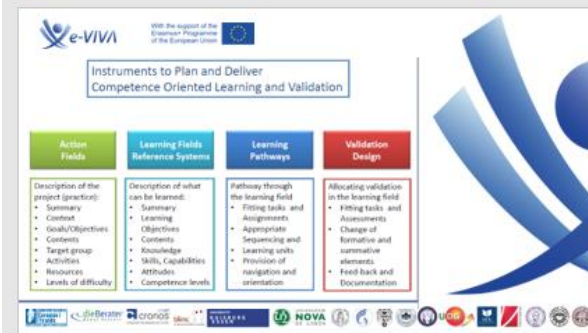 e-VIVA
With the support of the
Erasmus+ Programme
of the European Union
Instruments to Plan and Deliver
Competence Oriented Learning and Validation
Action
Fields
Description of the
project (practice):
• Summary
• Context
• Goals/Objectives
• Contents
• Target group
• Activities
• Resources
• Levels of difficulty
Learning Fields
Reference Systems
Description of what
can be learned:
• Summary
• Learning
Objectives
• Contents
• Knowledge
• Skills, Capabilities
• Attitudes
• Competence levels
Learning
Pathways
Pathway through
the learning field
• Fitting tasks and
Assignments
• Appropriate
Sequencing and
• Learning units
• Provision of
navigation and
orientation
Validation
Design
Allocating validation
in the learning field
• Fitting tasks and
Assessments
• Change of
formative and
summative
elements
• Feed-back and
Documentation
dieBerater
cronos
blinc
NOVA